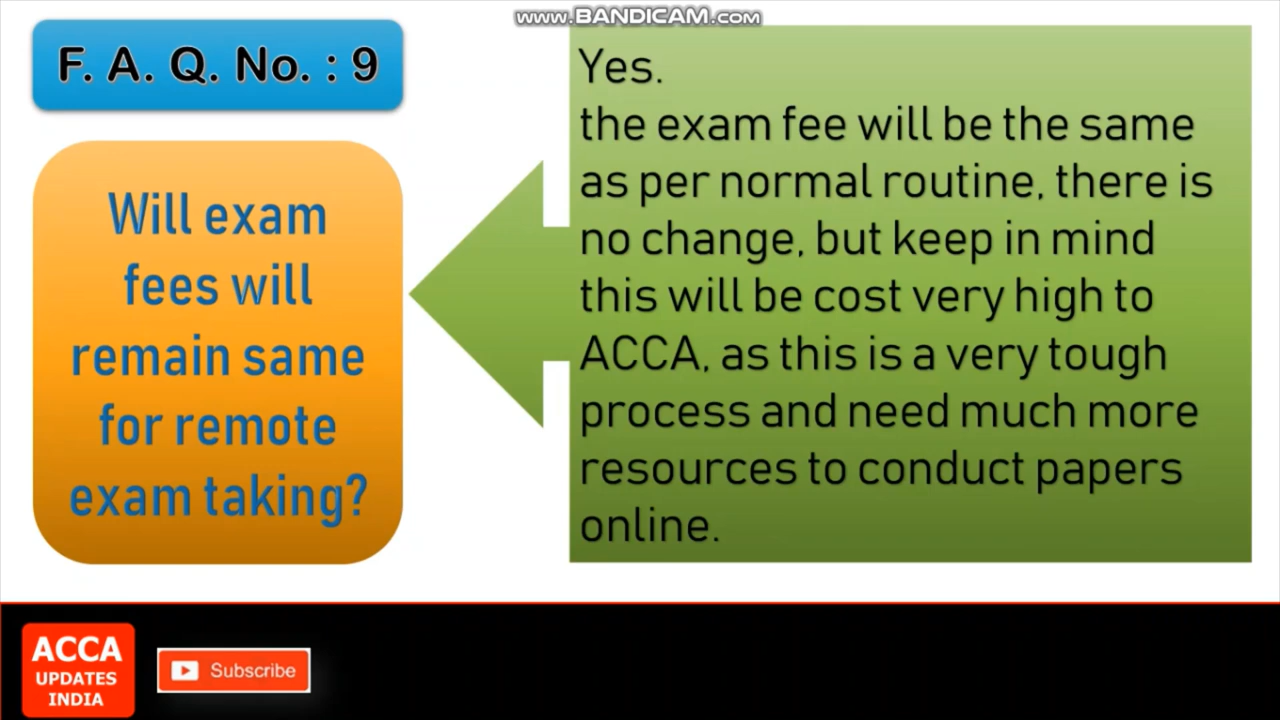 www.BANDICAM.com
F. A. Q. No. : 9
Will exam
fees will
remain same
for remote
exam taking?
Yes.
the exam fee will be the same
as per normal routine, there is
no change, but keep in mind
this will be cost very high to
ACCA, as this is a very tough
process and need much more
resources to conduct papers
online.
ACCA
UPDATES
INDIA
Subscribe